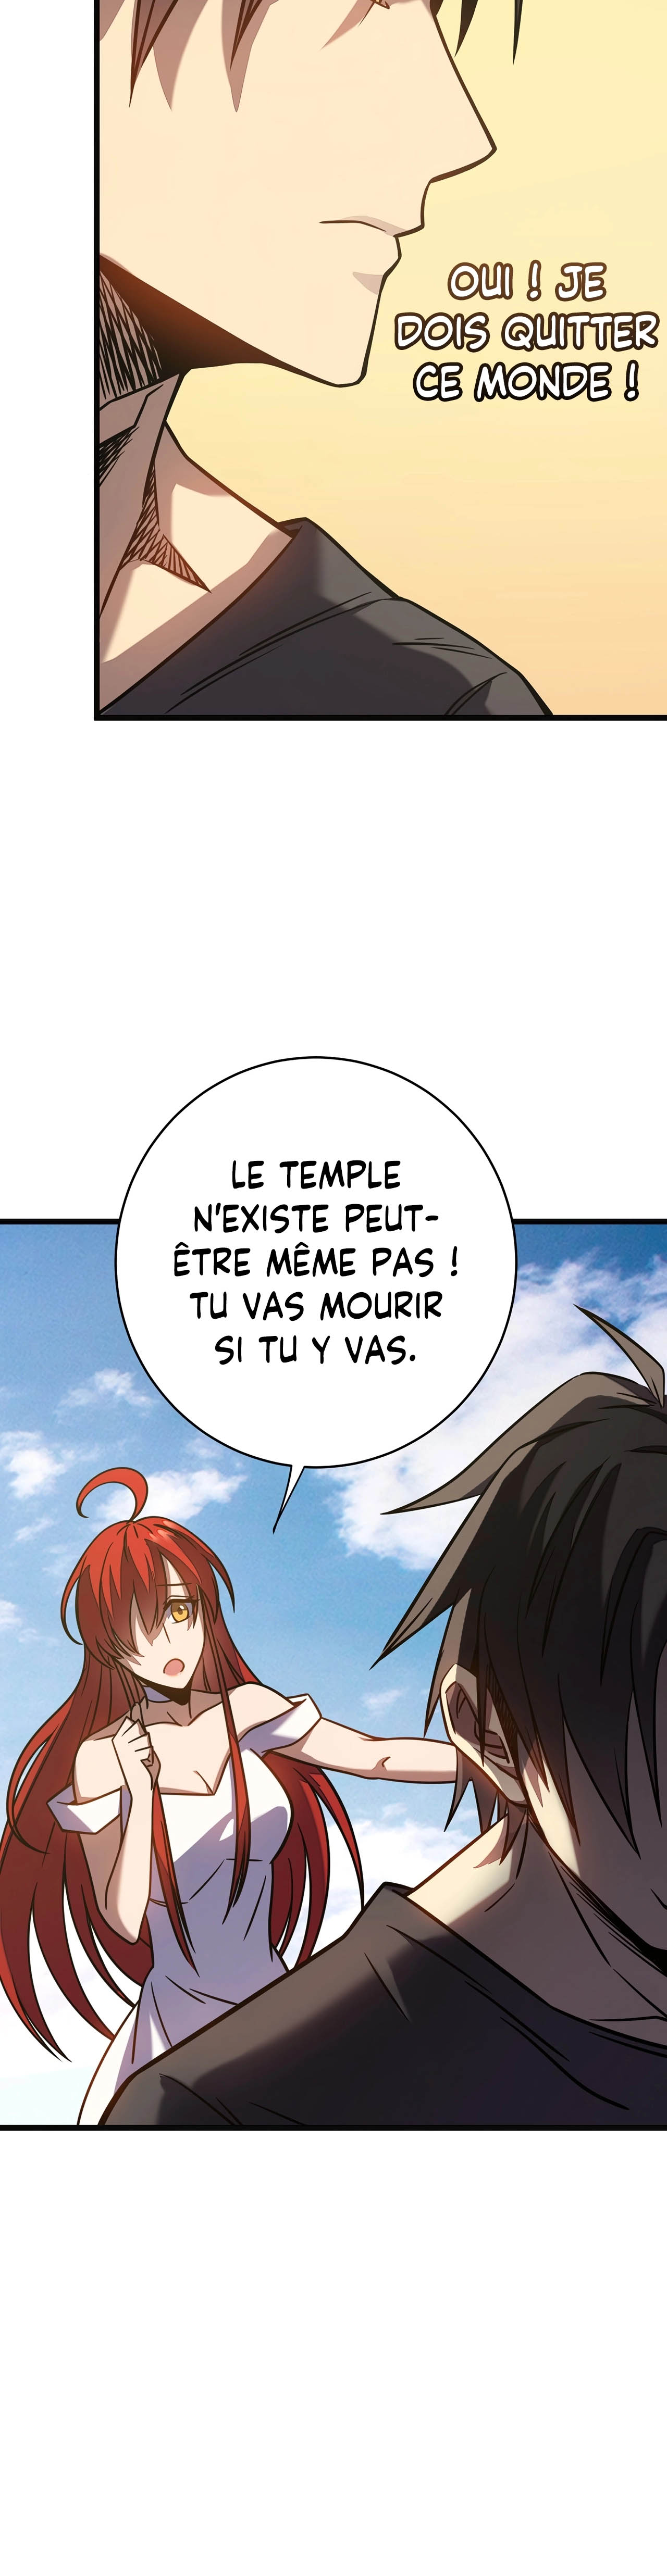 OUI ! JE
DOIS QUITTER
CE MONDE !
LE TEMPLE
N'EXISTE PEUT-
ÊTRE MÊME PAS !
TU VAS MOURIR
SI TU Y VAS.